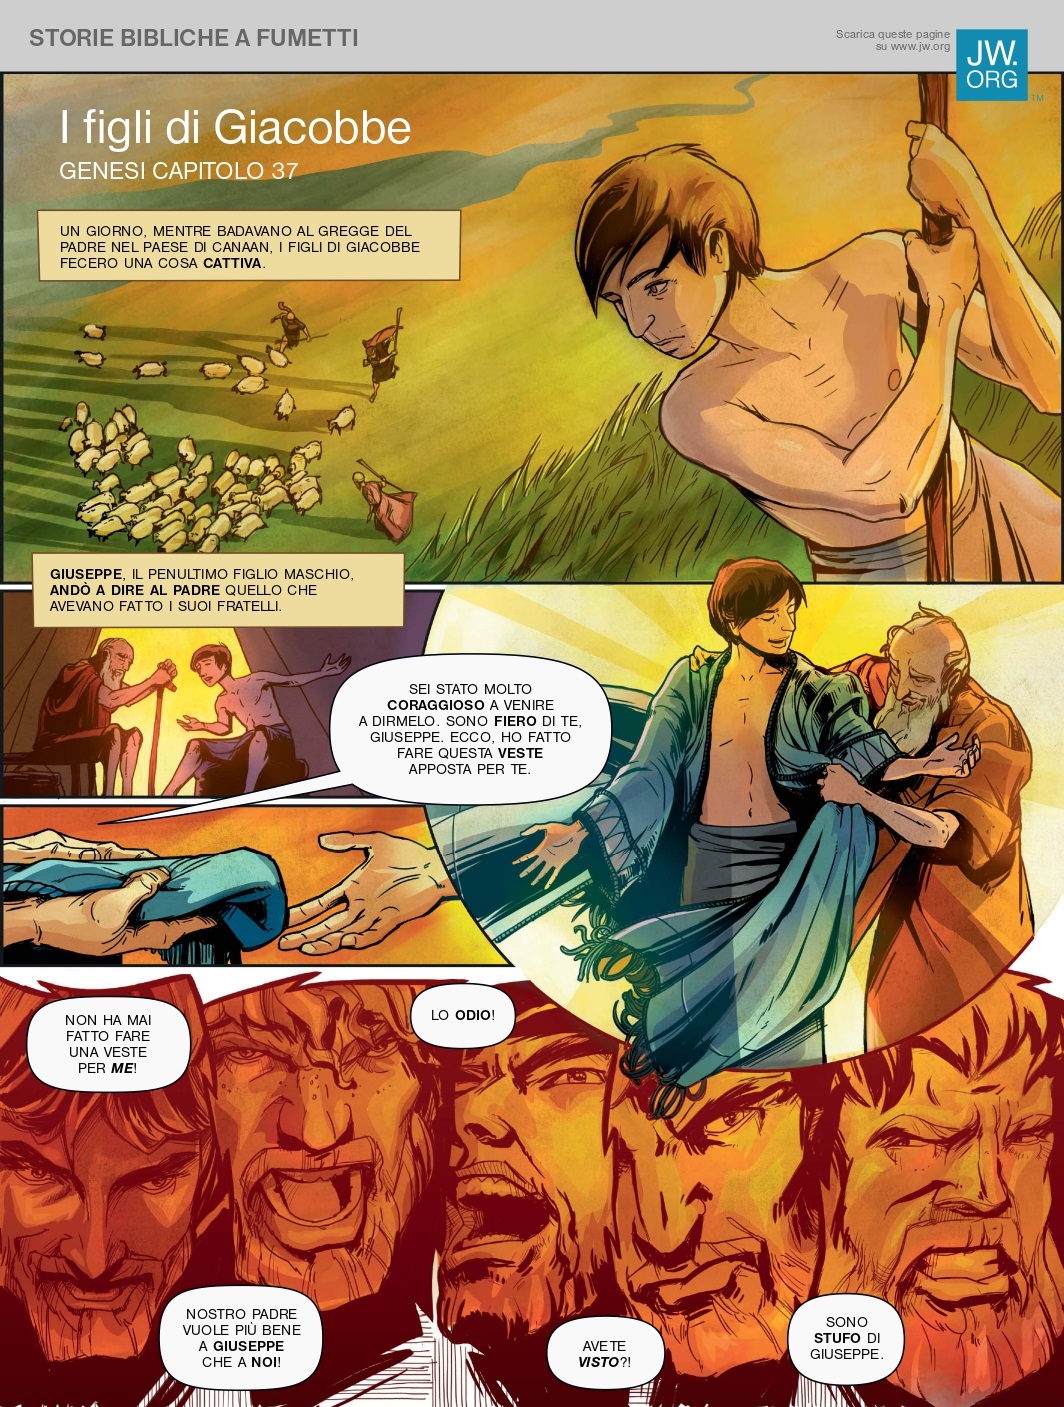 STORIE BIBLICHE A FUMETTI
Scarica queste pagine
su www.jw.org
JW.
ORG
TM
I figli di Giacobbe
GENESI CAPITOLO 37
UN GIORNO, MENTRE BADAVANO AL GREGGE DEL
PADRE NEL PAESE DI CANAAN, I FIGLI DI GIACOBBE
FECERO UNA COSA CATTIVA.
GIUSEPPE, IL PENULTIMO FIGLIO MASCHIO,
ANDÒ A DIRE AL PADRE QUELLO CHE
AVEVANO FATTO I SUOI FRATELLI.
SEI STATO MOLTO
CORAGGIOSO A VENIRE
A DIRMELO. SONO FIERO DI TE,
GIUSEPPE. ECCO, HO FATTO
FARE QUESTA VESTE
APPOSTA PER TE.
NON HA MAI
FATTO FARE
UNA VESTE
PER ME!
LO ODIO!
NOSTRO PADRE
VUOLE PIÙ BENE
A GIUSEPPE
CHE A NOI!
AVETE
VISTO?!
SONO
STUFO DI
GIUSEPPE.